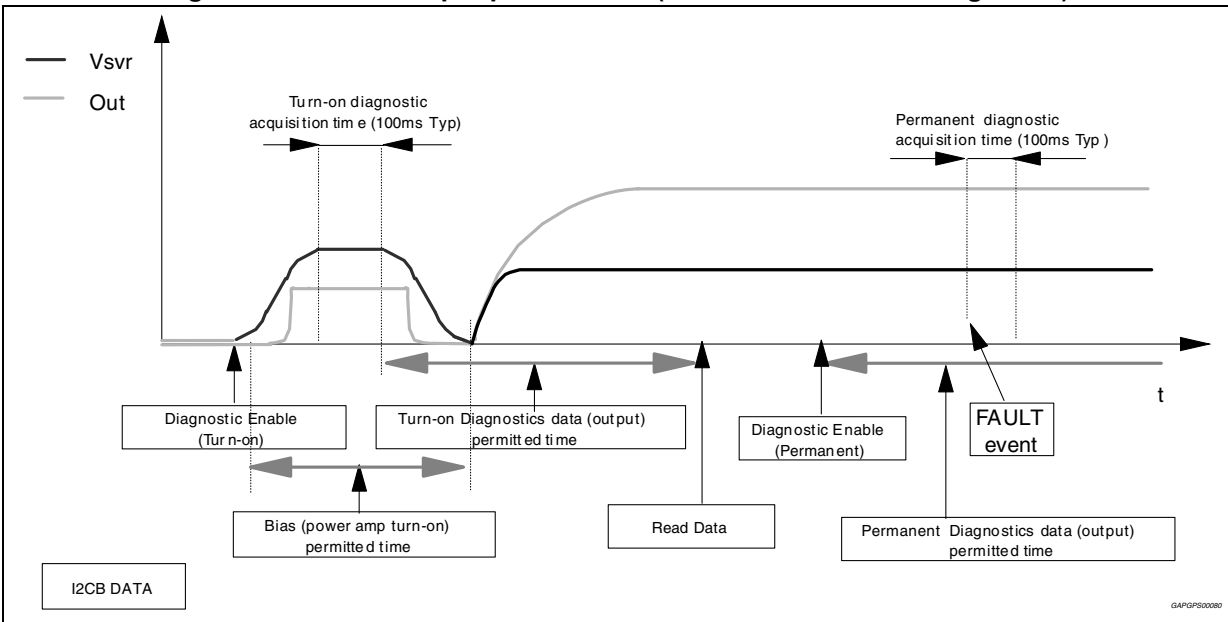 Vsvr
Out
Turn-on diagnostic
acquisition time (100ms Typ)
Permanent diagnostic
acquisition time (100ms Typ)
t
Diagnostic Enable
(Turn-on)
Turn-on Diagnostics data (output)
permitted time
Diagnostic Enable
(Permanent)
FAULT
event
Bias (power amp turn-on)
permitted time
Read Data
Permanent Diagnostics data (output)
permitted time
I2CB DATA
GAPGPS00080